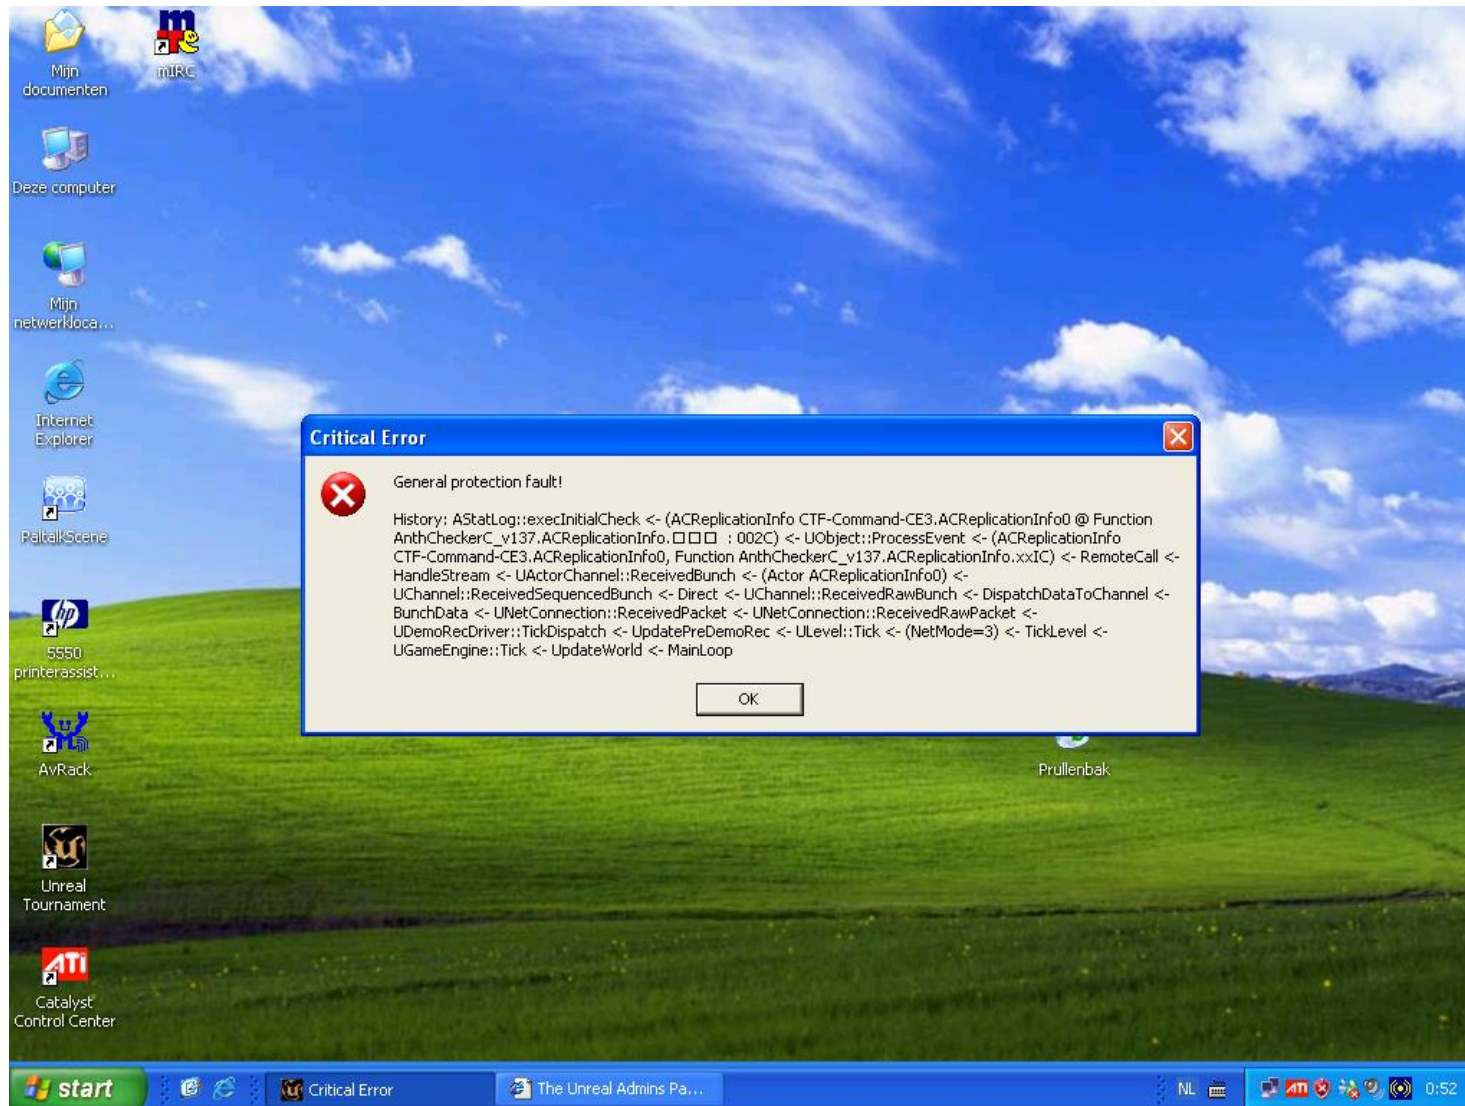 Mijn
documenten
mIRC
Deze computer
Mijn
netwerkloca...
Internet
Explorer
PaltalkScene
hp
5550
printerassist...
AvRack
Unreal
Tournament
ATi
Catalyst
Control Center
Critical Error
General protection fault!
History: AStatLog::execInitialCheck <- (ACReplicationInfo CTF-Command-CE3.ACReplicationInfo0 @ Function
AnthCheckerC_v137.ACReplicationInfo.□□□ : 002C) <- UObject::ProcessEvent <- (ACReplicationInfo
CTF-Command-CE3.ACReplicationInfo0, Function AnthCheckerC_v137.ACReplicationInfo.xxIC) <- RemoteCall <-
HandleStream <- UActorChannel::ReceivedBunch <- (Actor ACReplicationInfo0) <-
UChannel::ReceivedSequencedBunch <- Direct <- UChannel::ReceivedRawBunch <- DispatchDataToChannel <-
BunchData <- UNetConnection::ReceivedPacket <- UNetConnection::ReceivedRawPacket <-
UDemoRecDriver::TickDispatch <- UpdatePreDemoRec <- ULevel::Tick <- (NetMode=3) <- TickLevel <-
UGameEngine::Tick <- UpdateWorld <- MainLoop
OK
Prullenbak
start
Critical Error
The Unreal Admins Pa...
NL
ATI
0:52